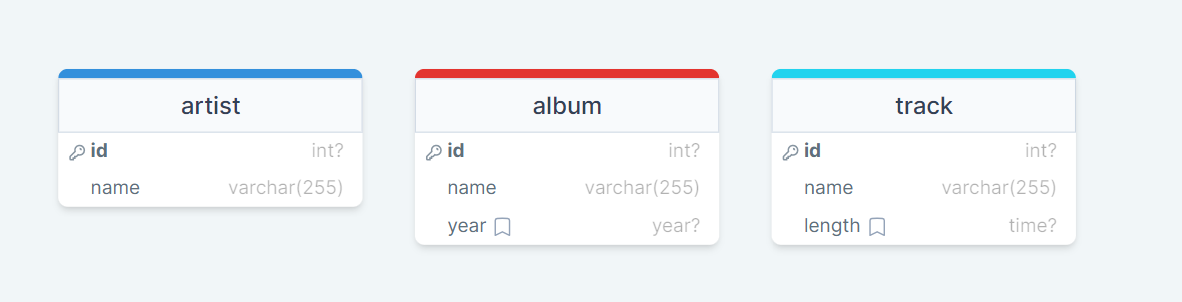 artist
id int?
name varchar(255)
album
id int?
name varchar(255)
year year?
track
id int?
name varchar(255)
length time?